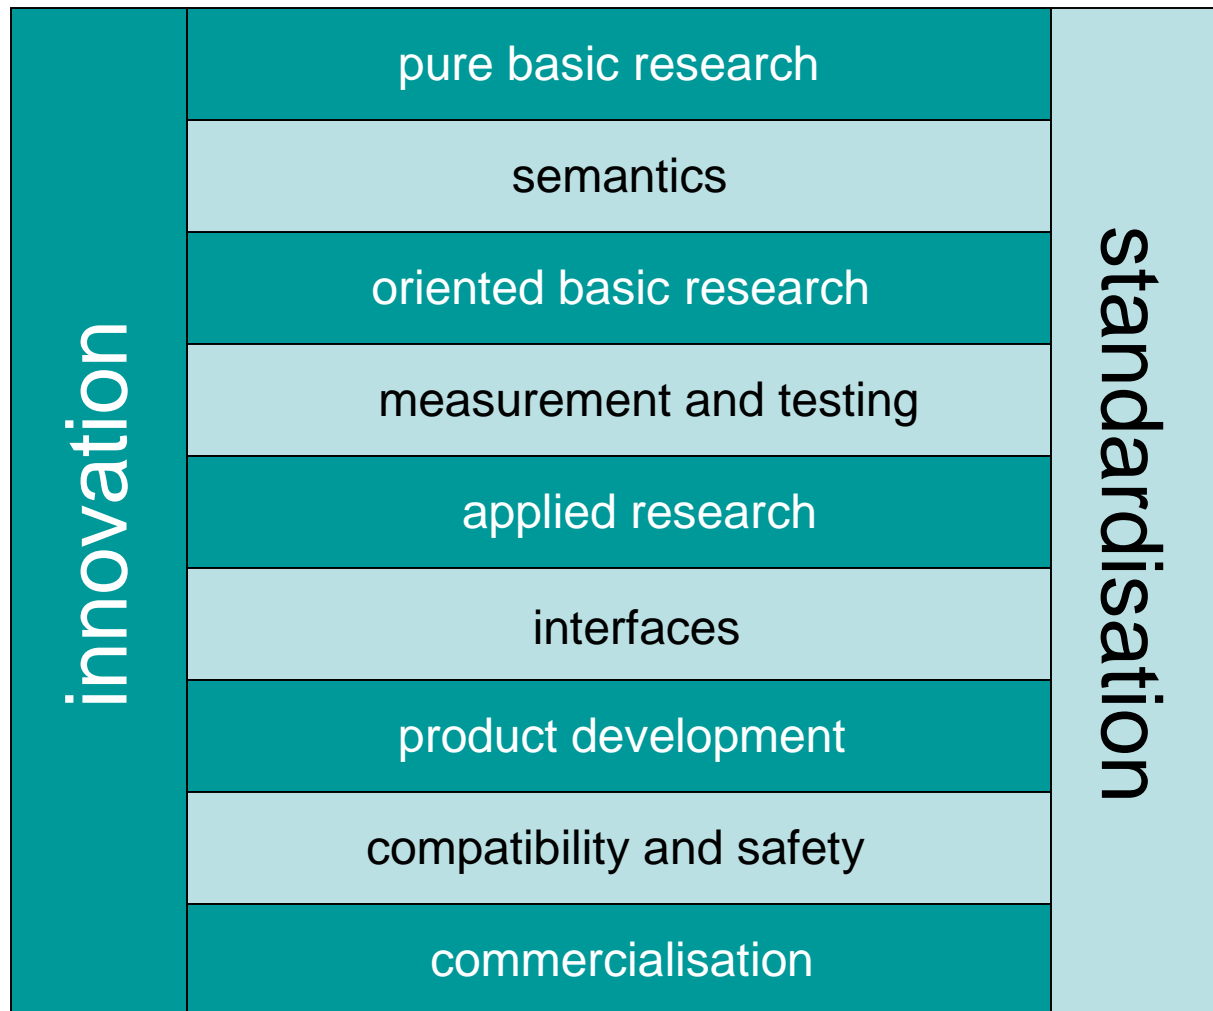 innovation
pure basic research
semantics
oriented basic research
measurement and testing
applied research
interfaces
product development
compatibility and safety
commercialisation
standardisation